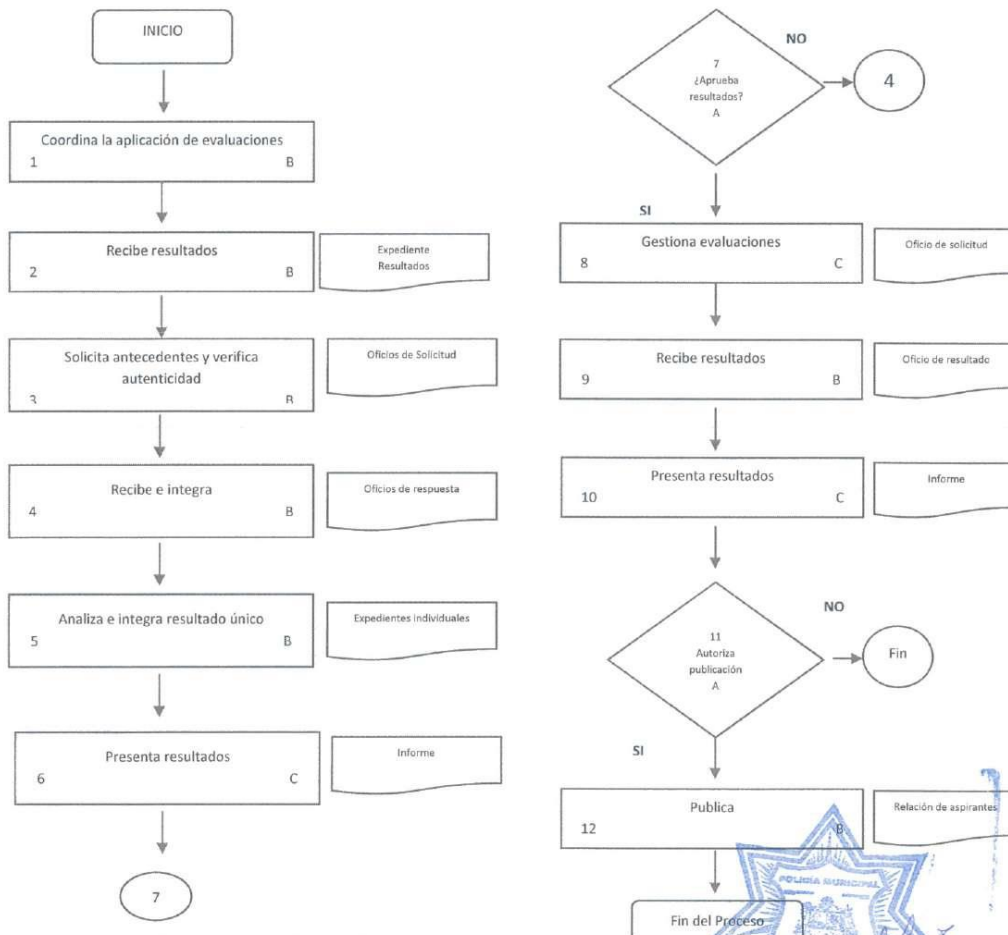 INICIO
Coordina la aplicación de evaluaciones
1 B
Recibe resultados
2 B
Expediente
Resultados
Solicita antecedentes y verifica
autenticidad
3 B
Oficios de Solicitud
Recibe e integra
4 B
Oficios de respuesta
Analiza e integra resultado único
5 B
Expedientes individuales
Presenta resultados
6 C
Informe
7
7
¿Aprueba
resultados?
A
NO
4
SI
Gestiona evaluaciones
8 C
Oficio de solicitud
Recibe resultados
9 B
Oficio de resultado
Presenta resultados
10 C
Informe
11
Autoriza
publicación
A
NO
Fin
SI
Publica
12 B
Relación de aspirantes
POLICÍA MUNICIPAL
Fin del Proceso